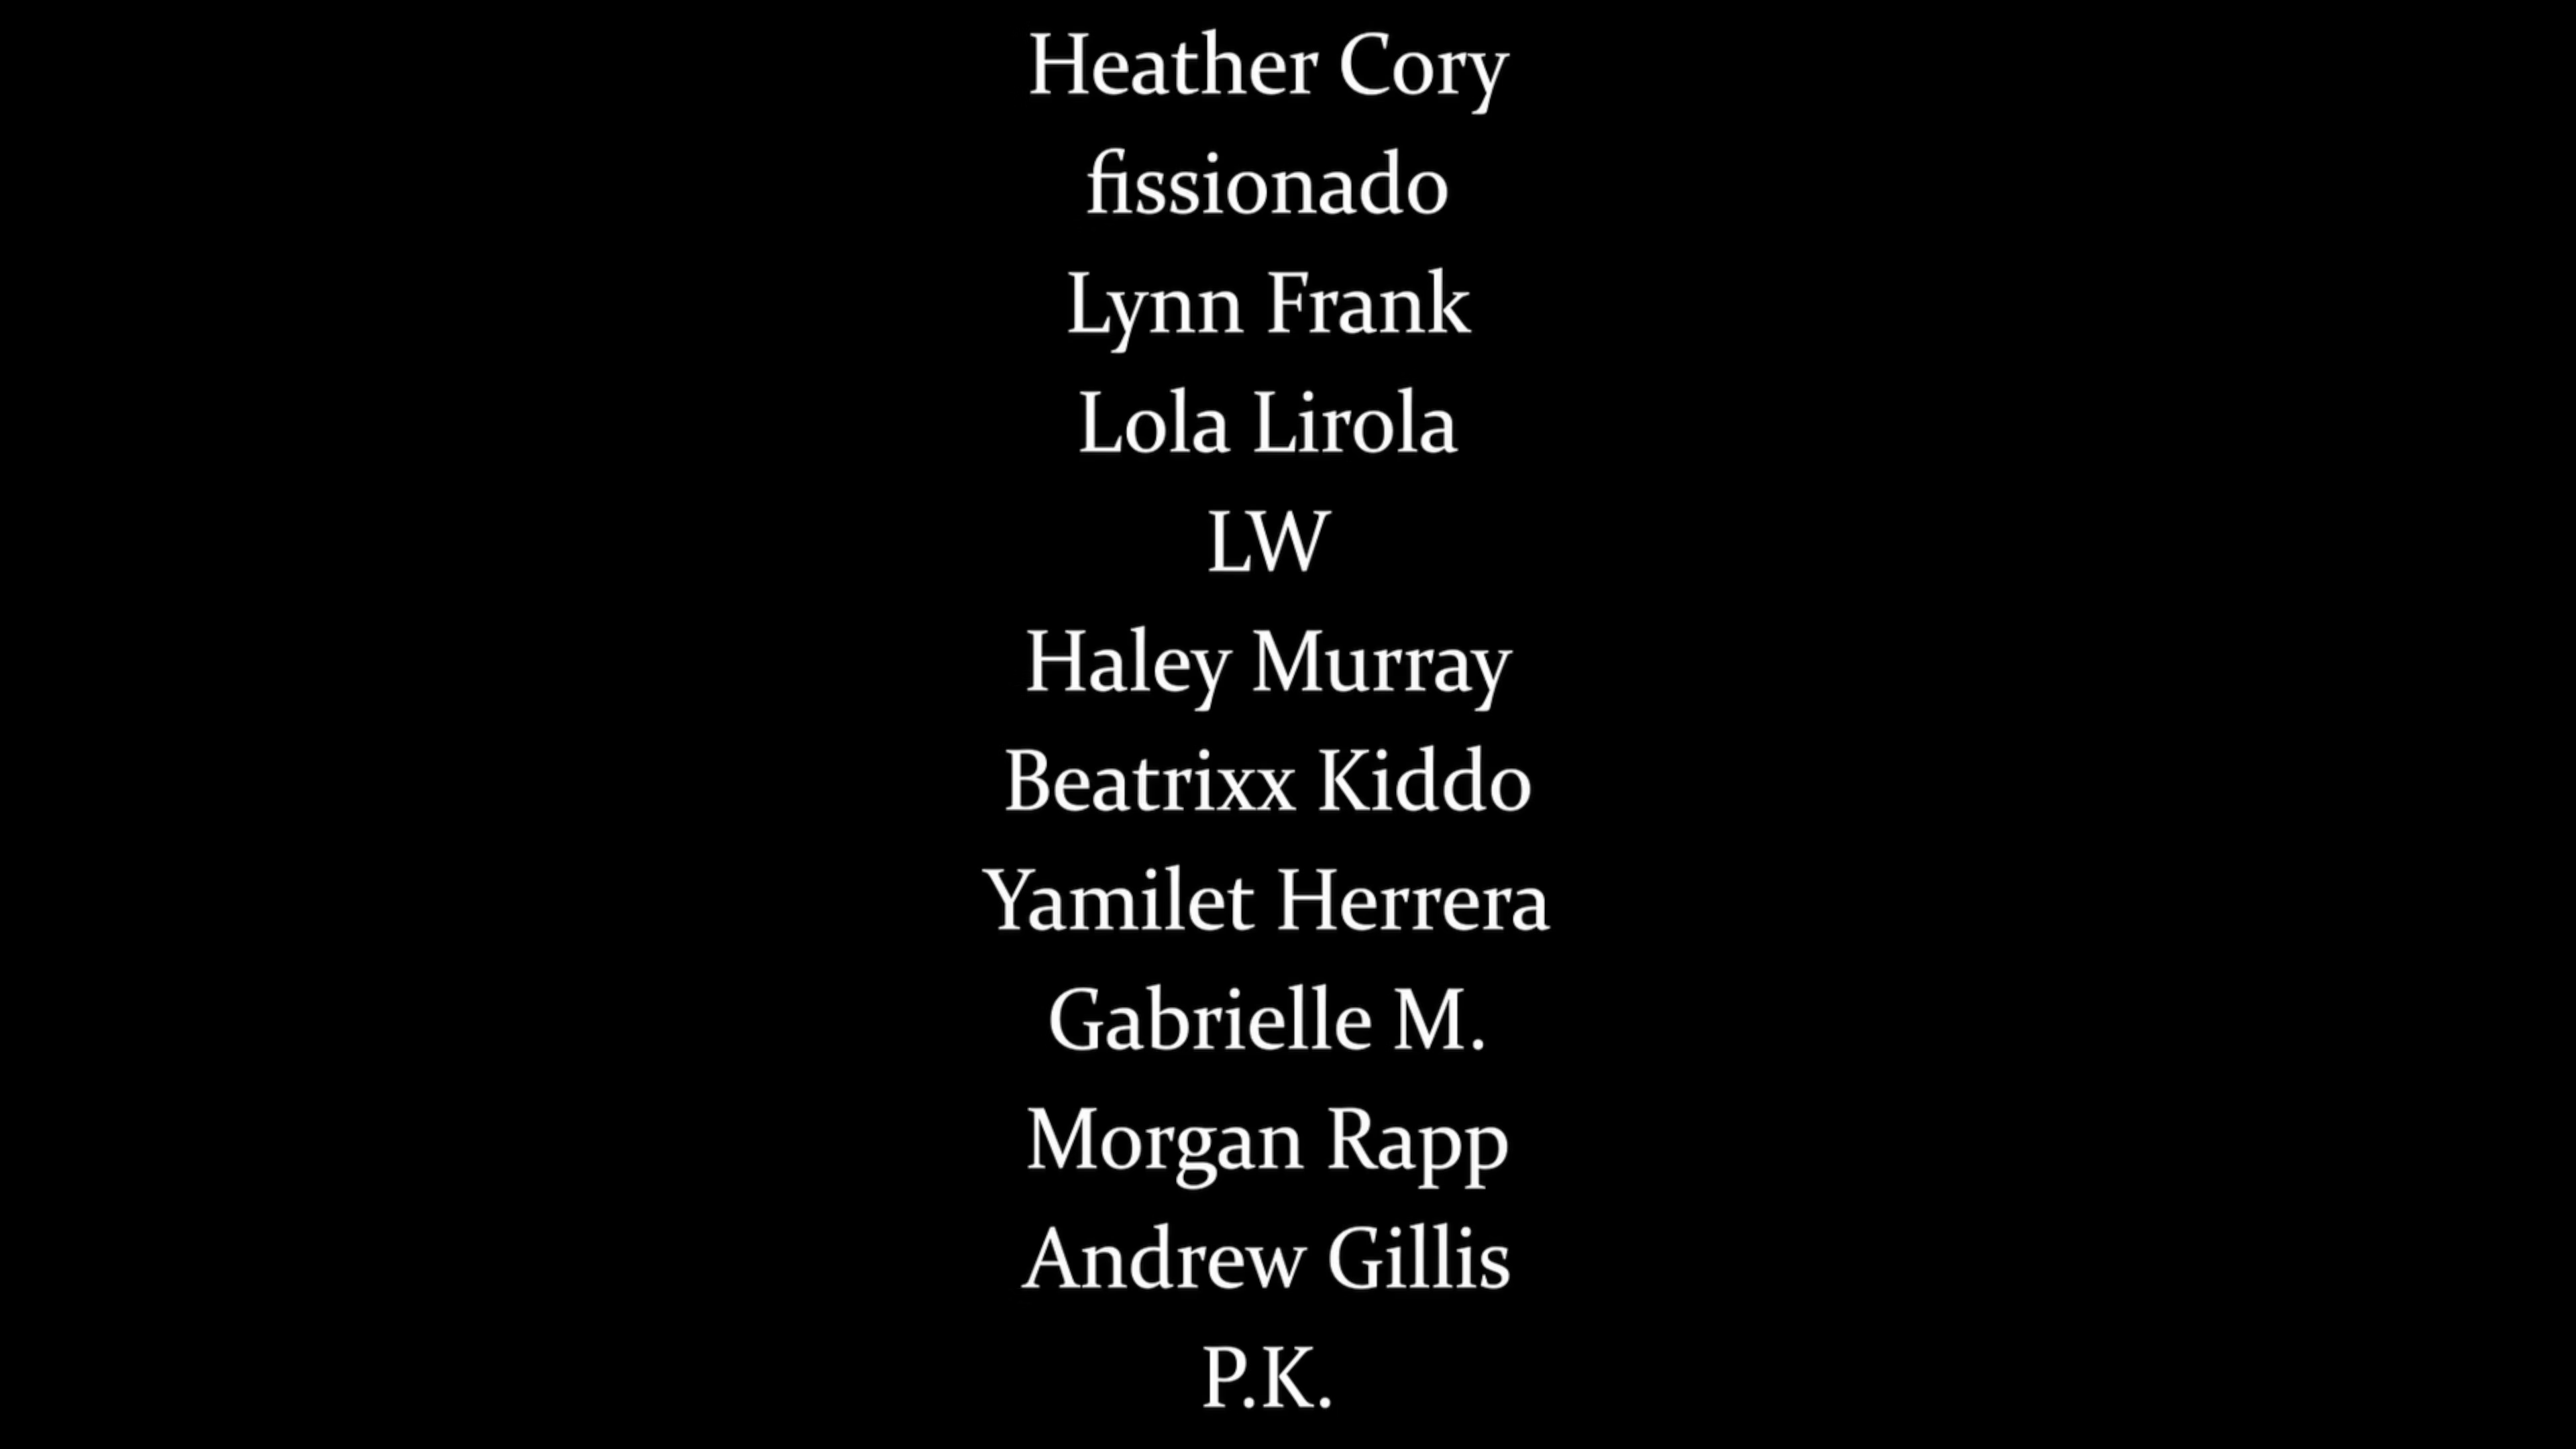 Heather Cory
fissionado
Lynn Frank
Lola Lirola
LW
Haley Murray
Beatrixx Kiddo
Yamilet Herrera
Gabrielle M.
Morgan Rapp
Andrew Gillis
P.K.